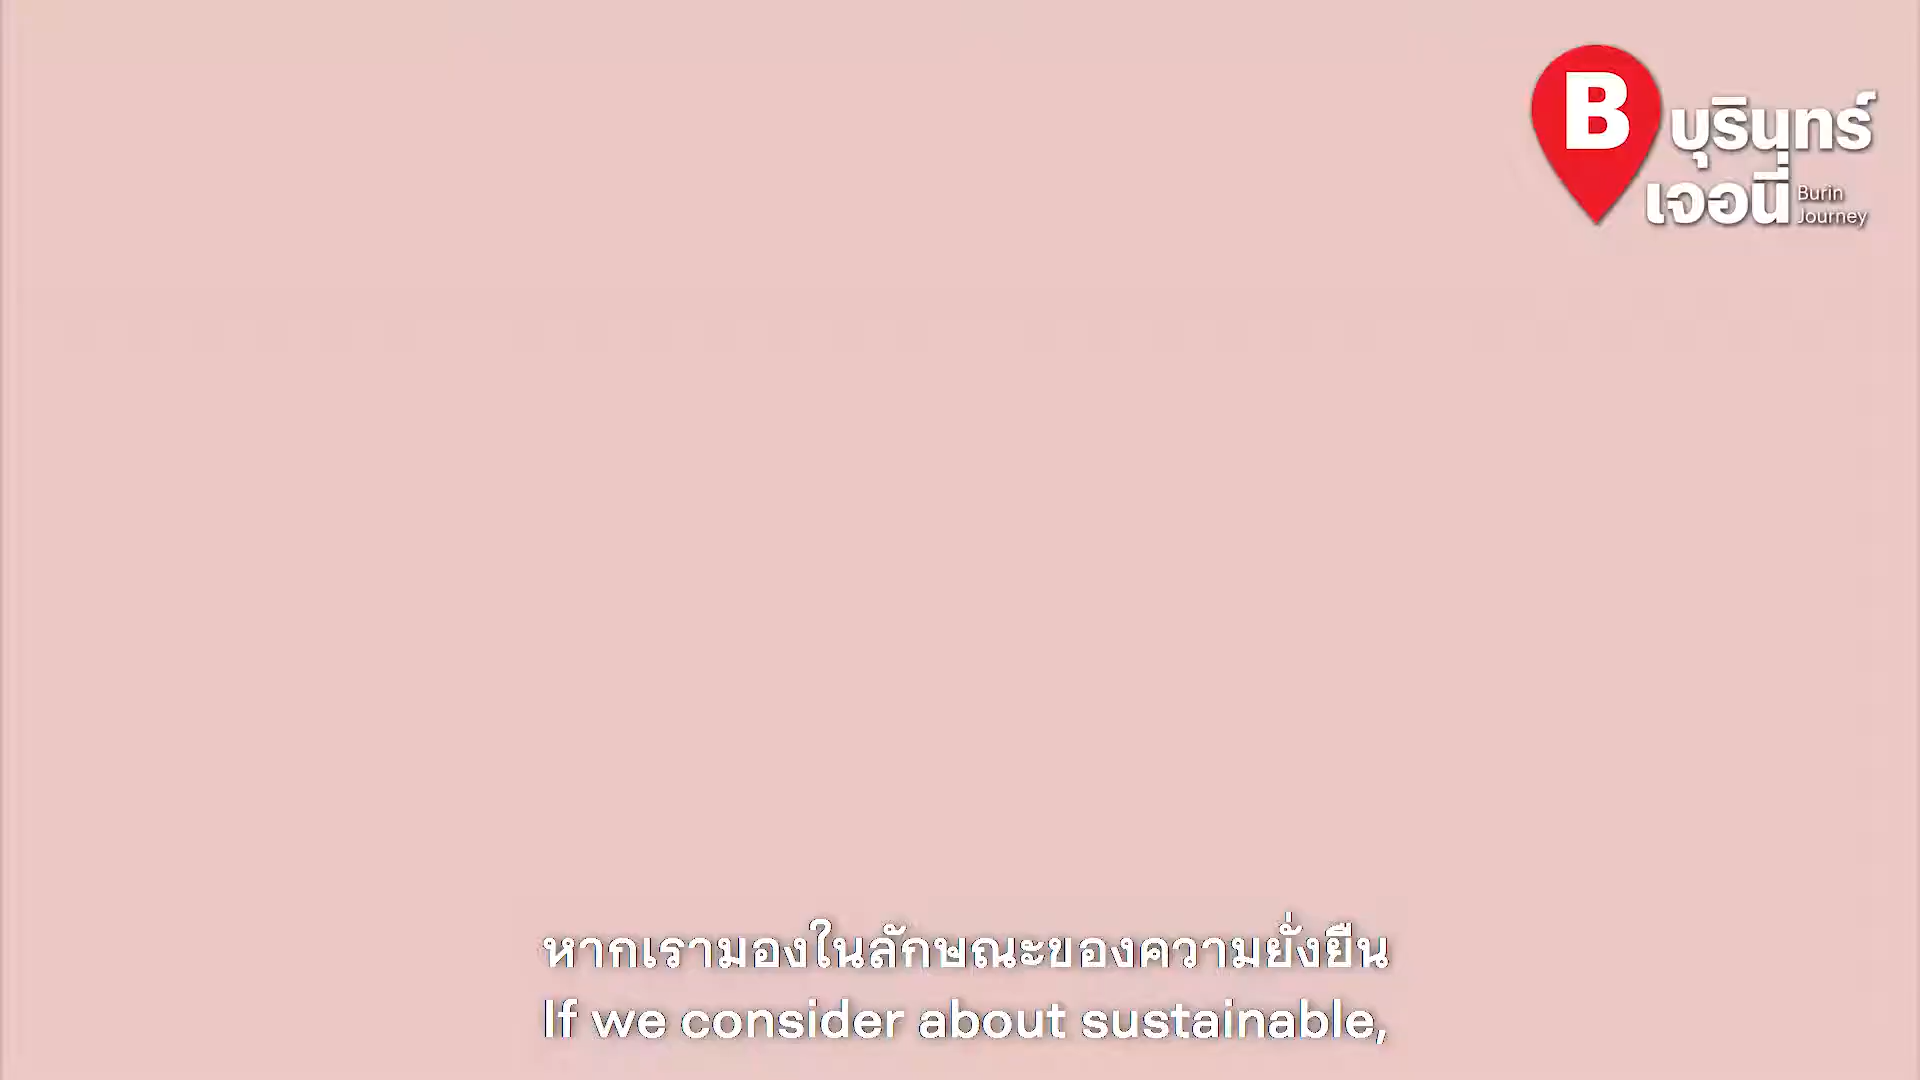 B
บุรินทร์
เจอนี่
Burin
Journey
หากเรามองในลักษณะของความยั่งยืน
If we consider about sustainable,